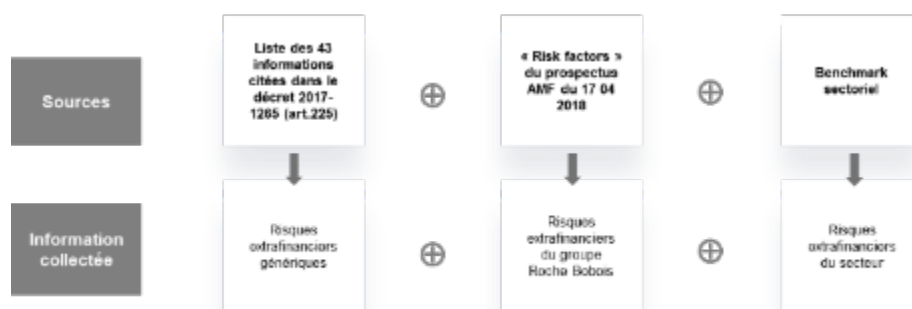 Sources
Liste des 43
informations
citées dans le
décret 2017-
1265 (art.225)
« Risk factors »
du prospectus
AMF du 17 04
2018
Benchmark
sectoriel
Information
collectée
Risques
extrafinanciers
génériques
Risques
extrafinanciers
du groupe
Roche Bobois
Risques
extrafinanciers
du secteur